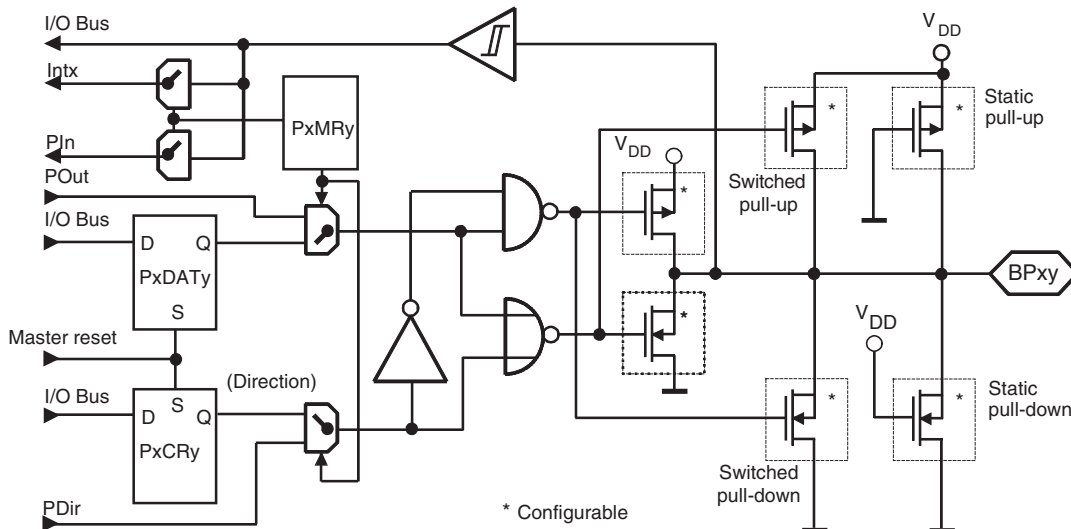 I/O Bus
Intx
PIn
POut
I/O Bus
D
Q
PxDATy
S
Master reset
I/O Bus
(Direction)
S
D
Q
PxCRy
PDir
PxMRy
V DD
*
*
Switched
pull-up
*
V DD
*
Static
pull-up
BPxy
V DD
*
Switched
pull-down
*
Static
pull-down
* Configurable